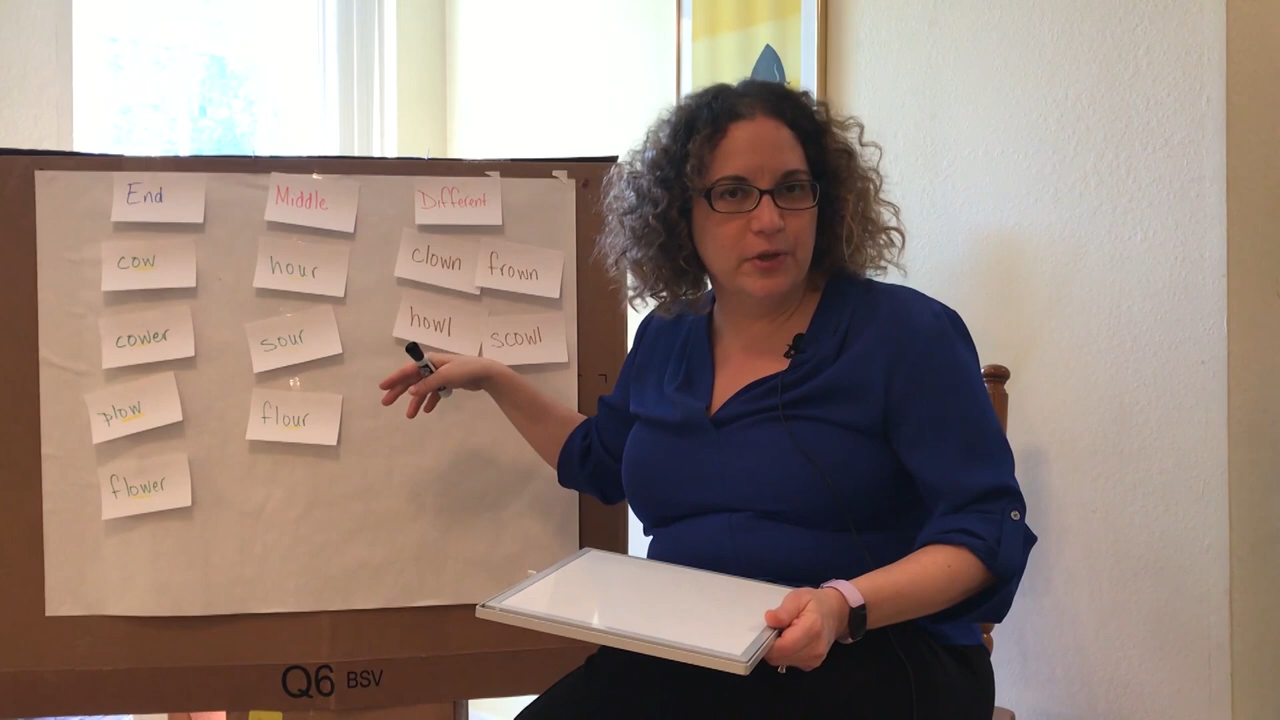 End Middle Different
cow hour clown frown
cower sour howl scowl
plow flour
flower
Q6 BSV